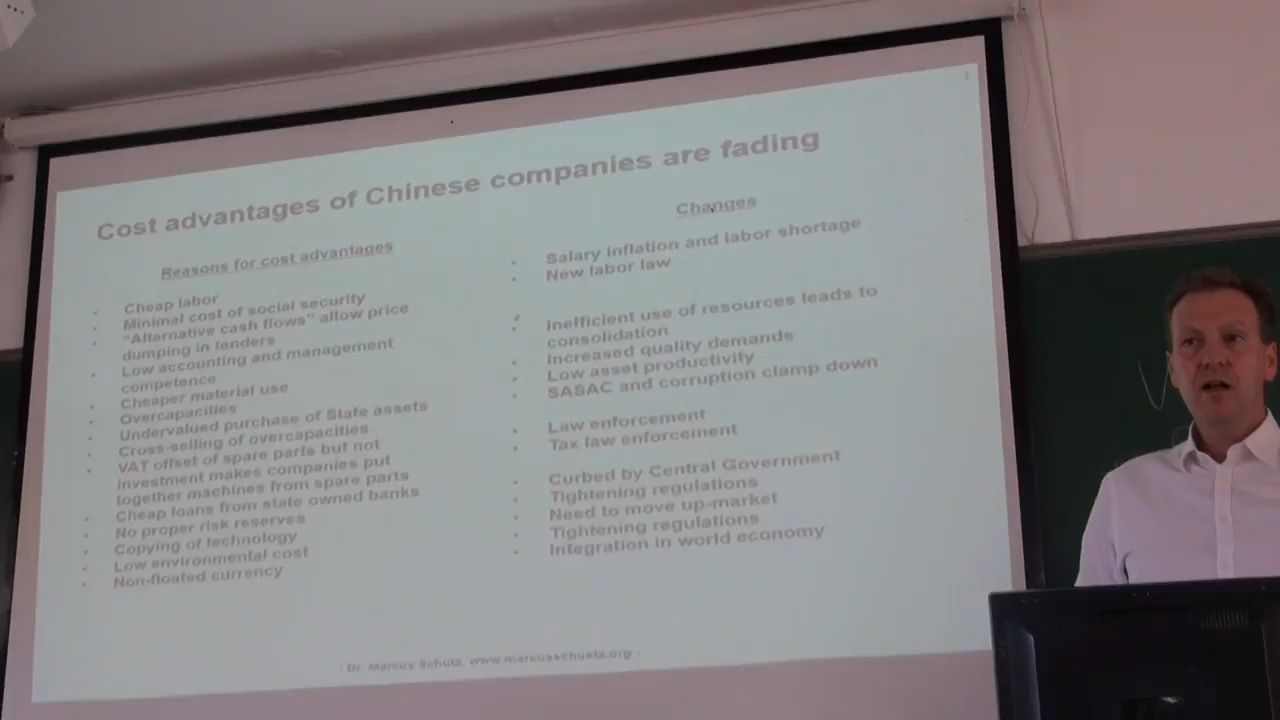 Cost advantages of Chinese companies are fading
Reasons for cost advantages
Cheap labor
Minimal cost of social security
"Alternative cash flows" allow price
dumping in tenders
Low accounting and management
competence
Cheaper material use
Overcapacities
Undervalued purchase of State assets
Cross-selling of overcapacities
VAT offset of spare parts but not
investment makes companies put
together machines from spare parts
Cheap loans from state owned banks
No proper risk reserves
Copying of technology
Low environmental cost
Non-floated currency
Changes
Salary inflation and labor shortage
New labor law
Inefficient use of resources leads to
consolidation
Increased quality demands
Low asset productivity
SASAC and corruption clamp down
Law enforcement
Tax law enforcement
Curbed by Central Government
Tightening regulations
Need to move up-market
Tightening regulations
Integration in world economy
- Dr. Marcus Schütz, www.marcusschuetz.org -